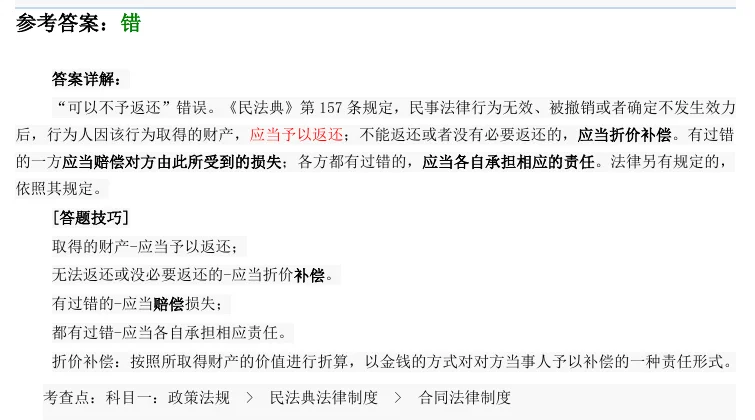 参考答案：错
答案详解：
“可以不予返还”错误。《民法典》第 157 条规定，民事法律行为无效、被撤销或者确定不发生效力
后，行为人因该行为取得的财产，应当予以返还；不能返还或者没有必要返还的，应当折价补偿。有过错
的一方应当赔偿对方由此所受到的损失；各方都有过错的，应当各自承担相应的责任。法律另有规定的，
依照其规定。
[答题技巧]
取得的财产-应当予以返还；
无法返还或没必要返还的-应当折价补偿。
有过错的-应当赔偿损失；
都有过错-应当各自承担相应责任。
折价补偿：按照所取得财产的价值进行折算，以金钱的方式对对方当事人予以补偿的一种责任形式。
考查点：科目一：政策法规 > 民法典法律制度 > 合同法律制度